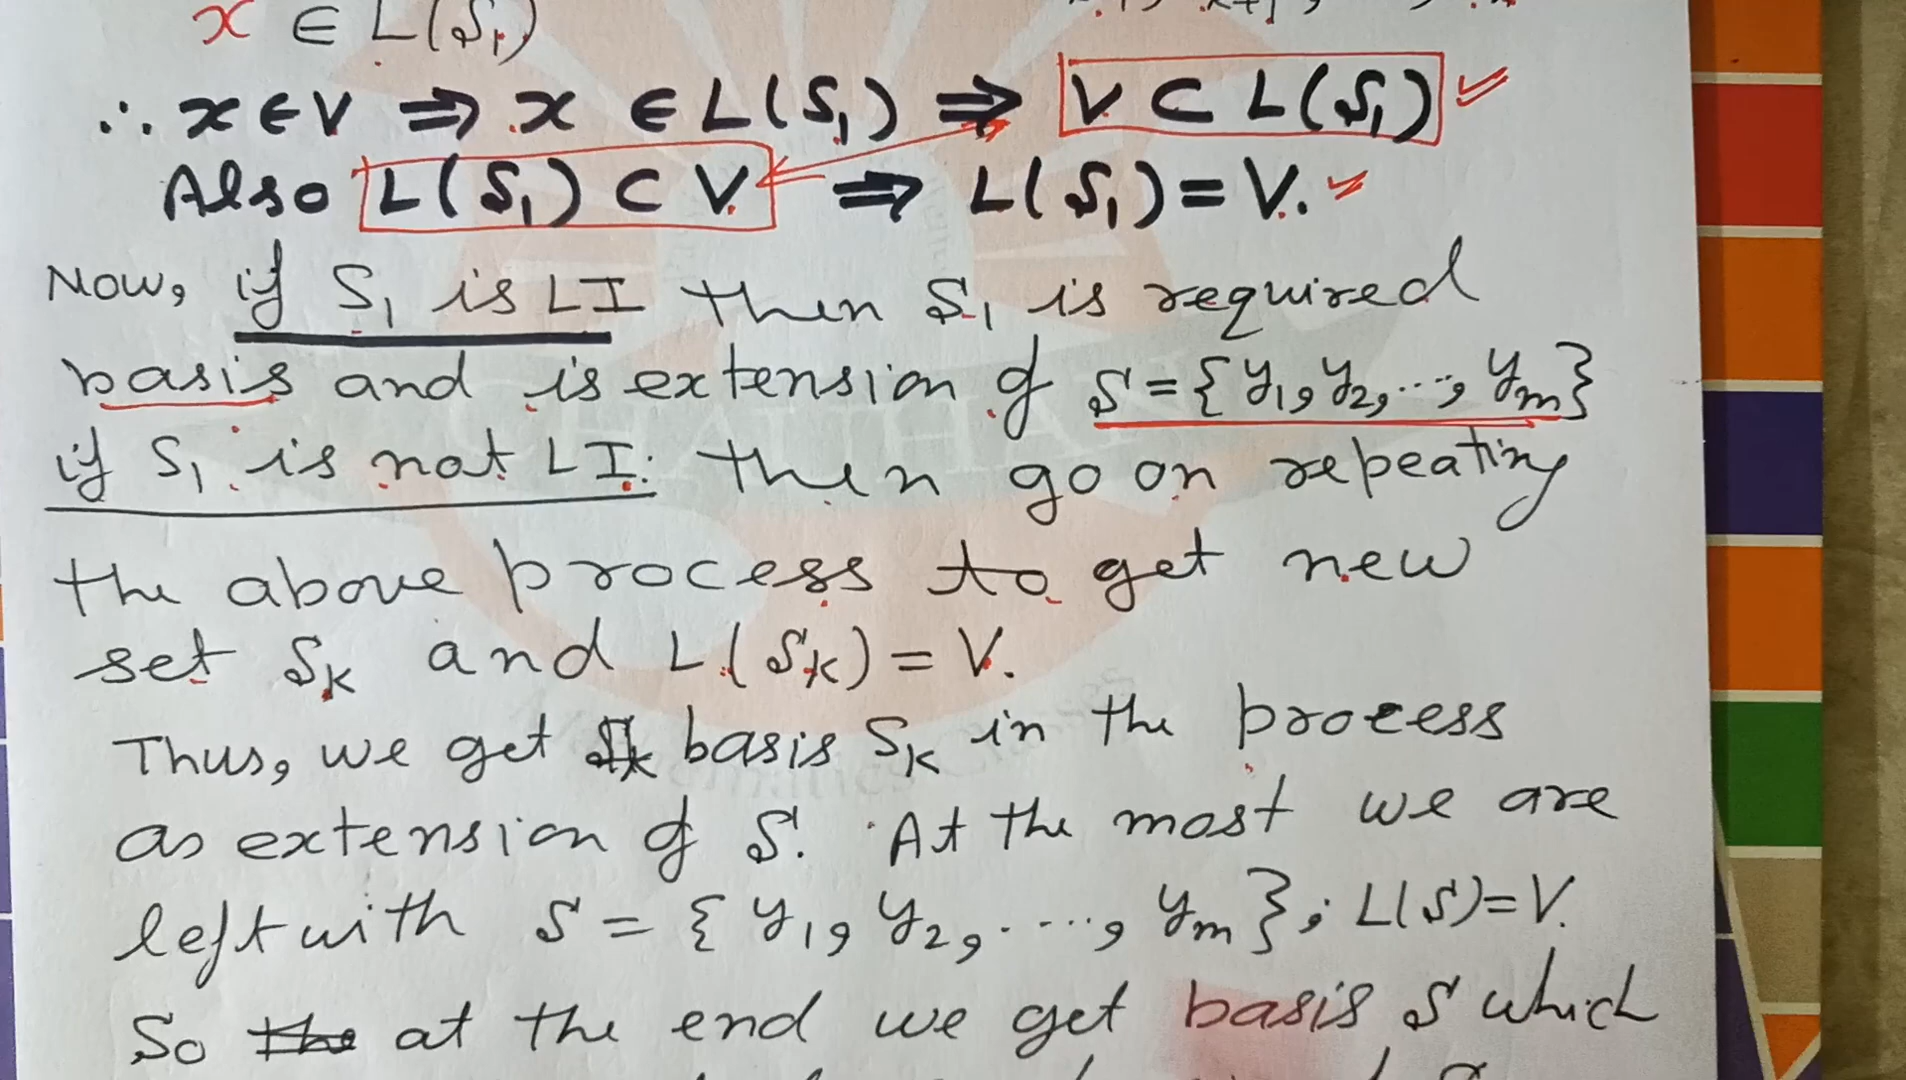 x ∈ L(S₁)
∴ x ∈ V ⇒ x ∈ L(S₁) ⇒ V ⊂ L(S₁)
Also L(S₁) ⊂ V ⇒ L(S₁) = V.
Now, if S₁ is LI then S₁ is required
basis and is extension of S = {y₁, y₂, ..., yₘ}
if S₁ is not LI. then go on repeating
the above process to get new
set Sₖ and L(Sₖ) = V.
Thus, we get basis Sₖ in the process
as extension of S. At the most we are
left with S = {y₁, y₂, ...., yₘ}; L(S) = V.
So at the end we get basis S which